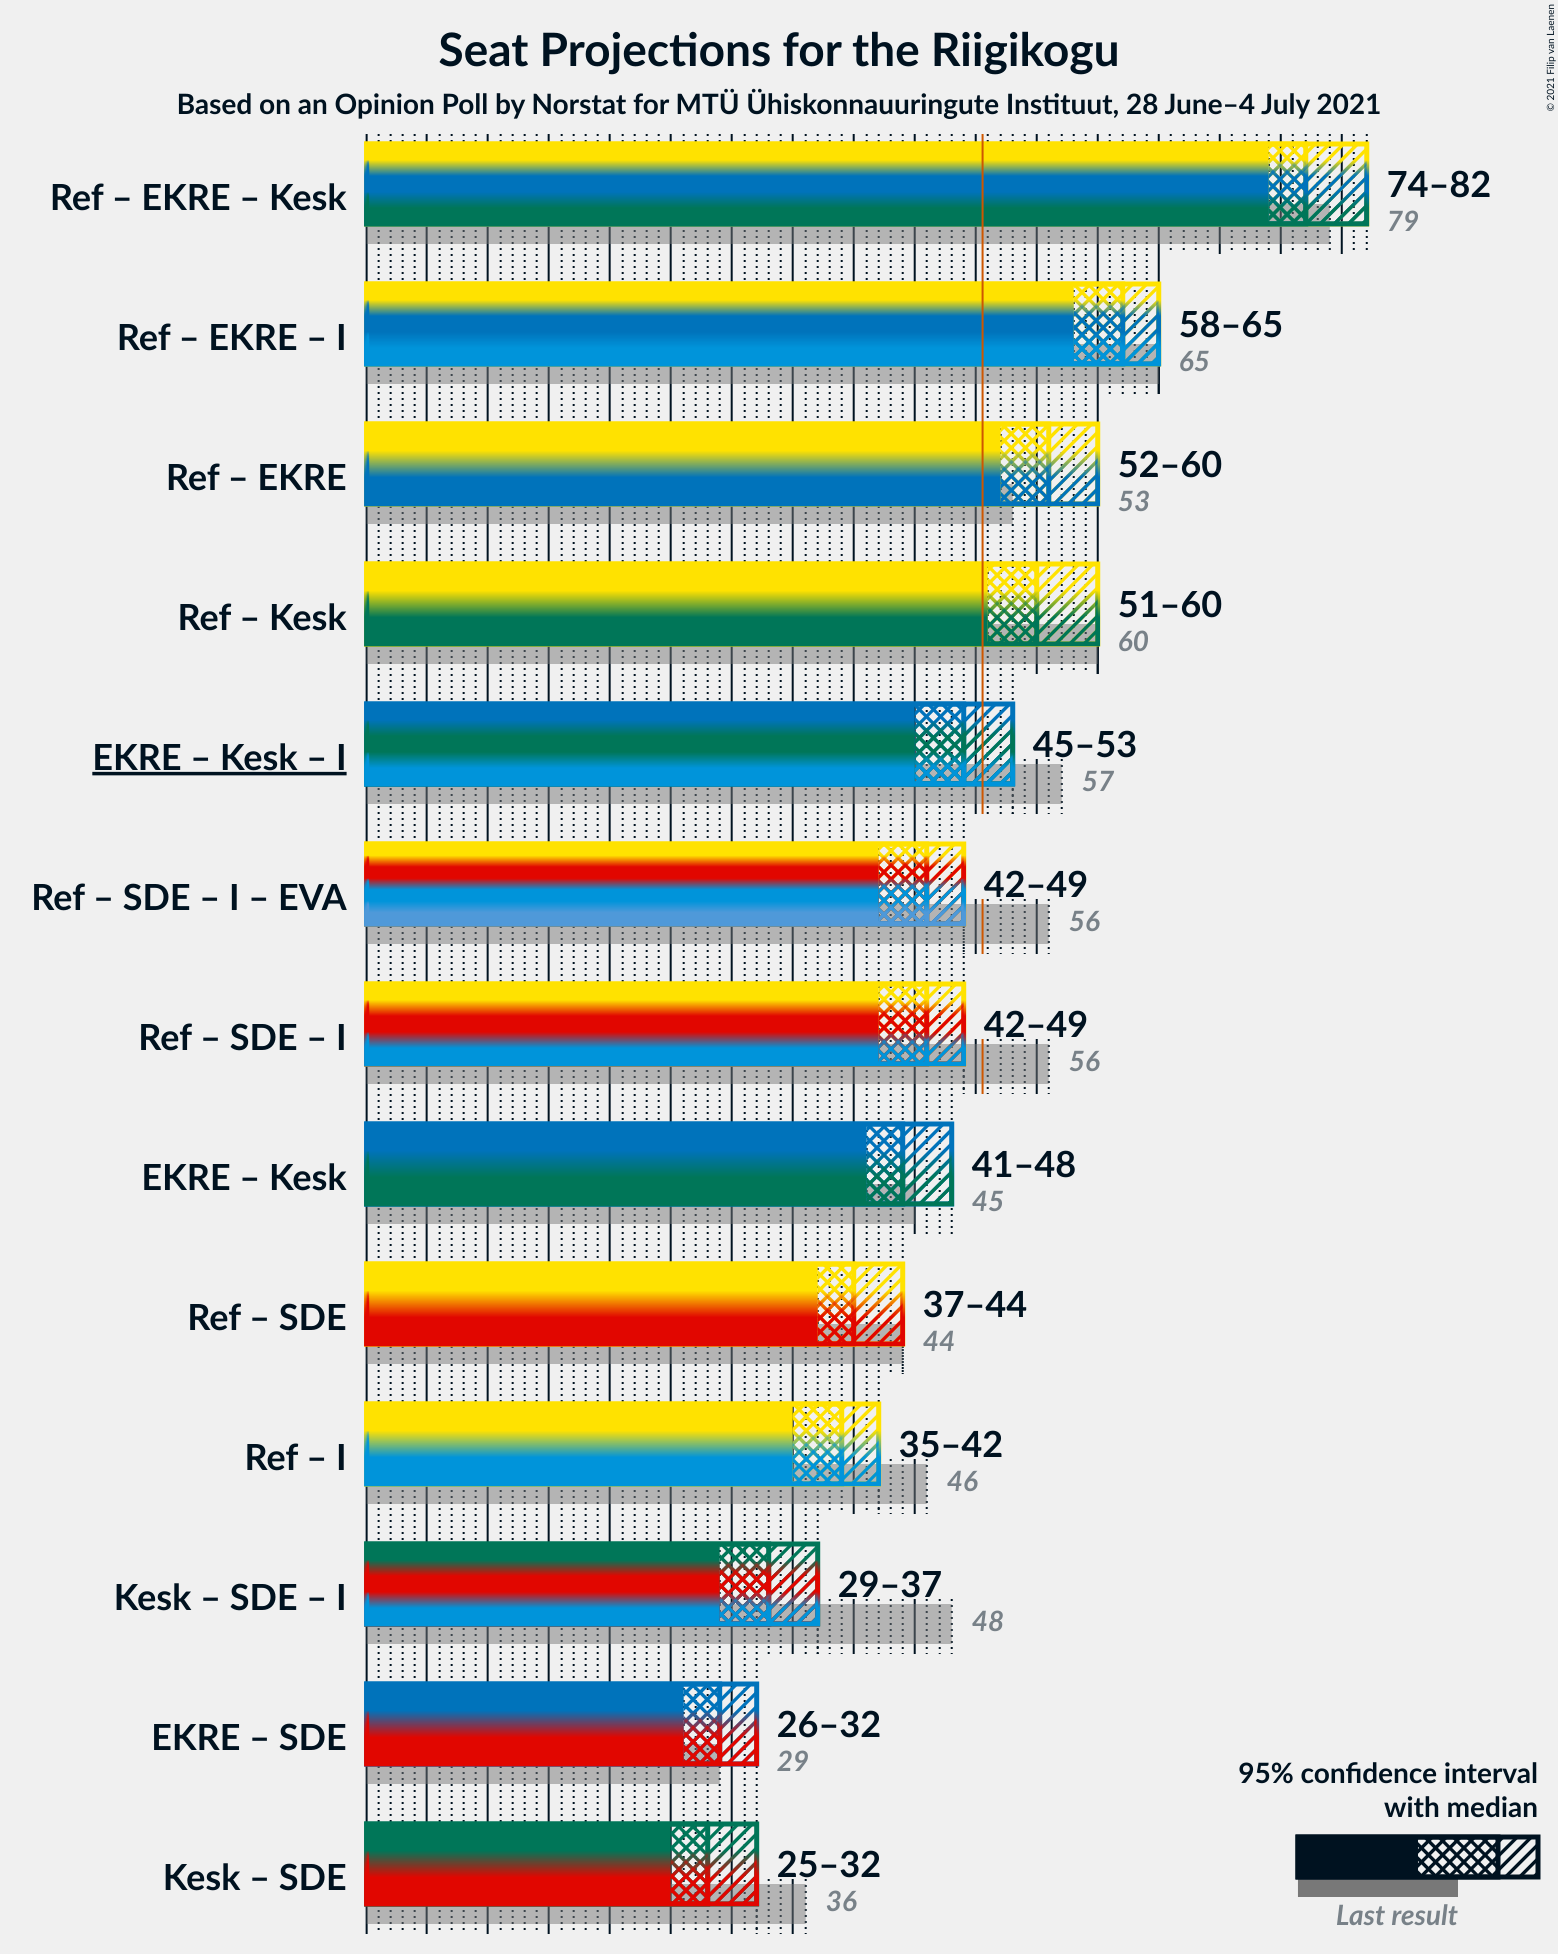 Seat Projections for the Riigikogu
Based on an Opinion Poll by Norstat for MTÜ Ühiskonnauuringute Instituut, 28 June–4 July 2021
© 2021 Filip van Laenen
Ref – EKRE – Kesk
74–82
79
Ref – EKRE – I
58–65
65
Ref – EKRE
52–60
53
Ref – Kesk
51–60
60
EKRE – Kesk – I
45–53
57
Ref – SDE – I – EVA
42–49
56
Ref – SDE – I
42–49
56
EKRE – Kesk
41–48
45
Ref – SDE
37–44
44
Ref – I
35–42
46
Kesk – SDE – I
29–37
48
EKRE – SDE
26–32
29
Kesk – SDE
25–32
36
95% confidence interval
with median
Last result